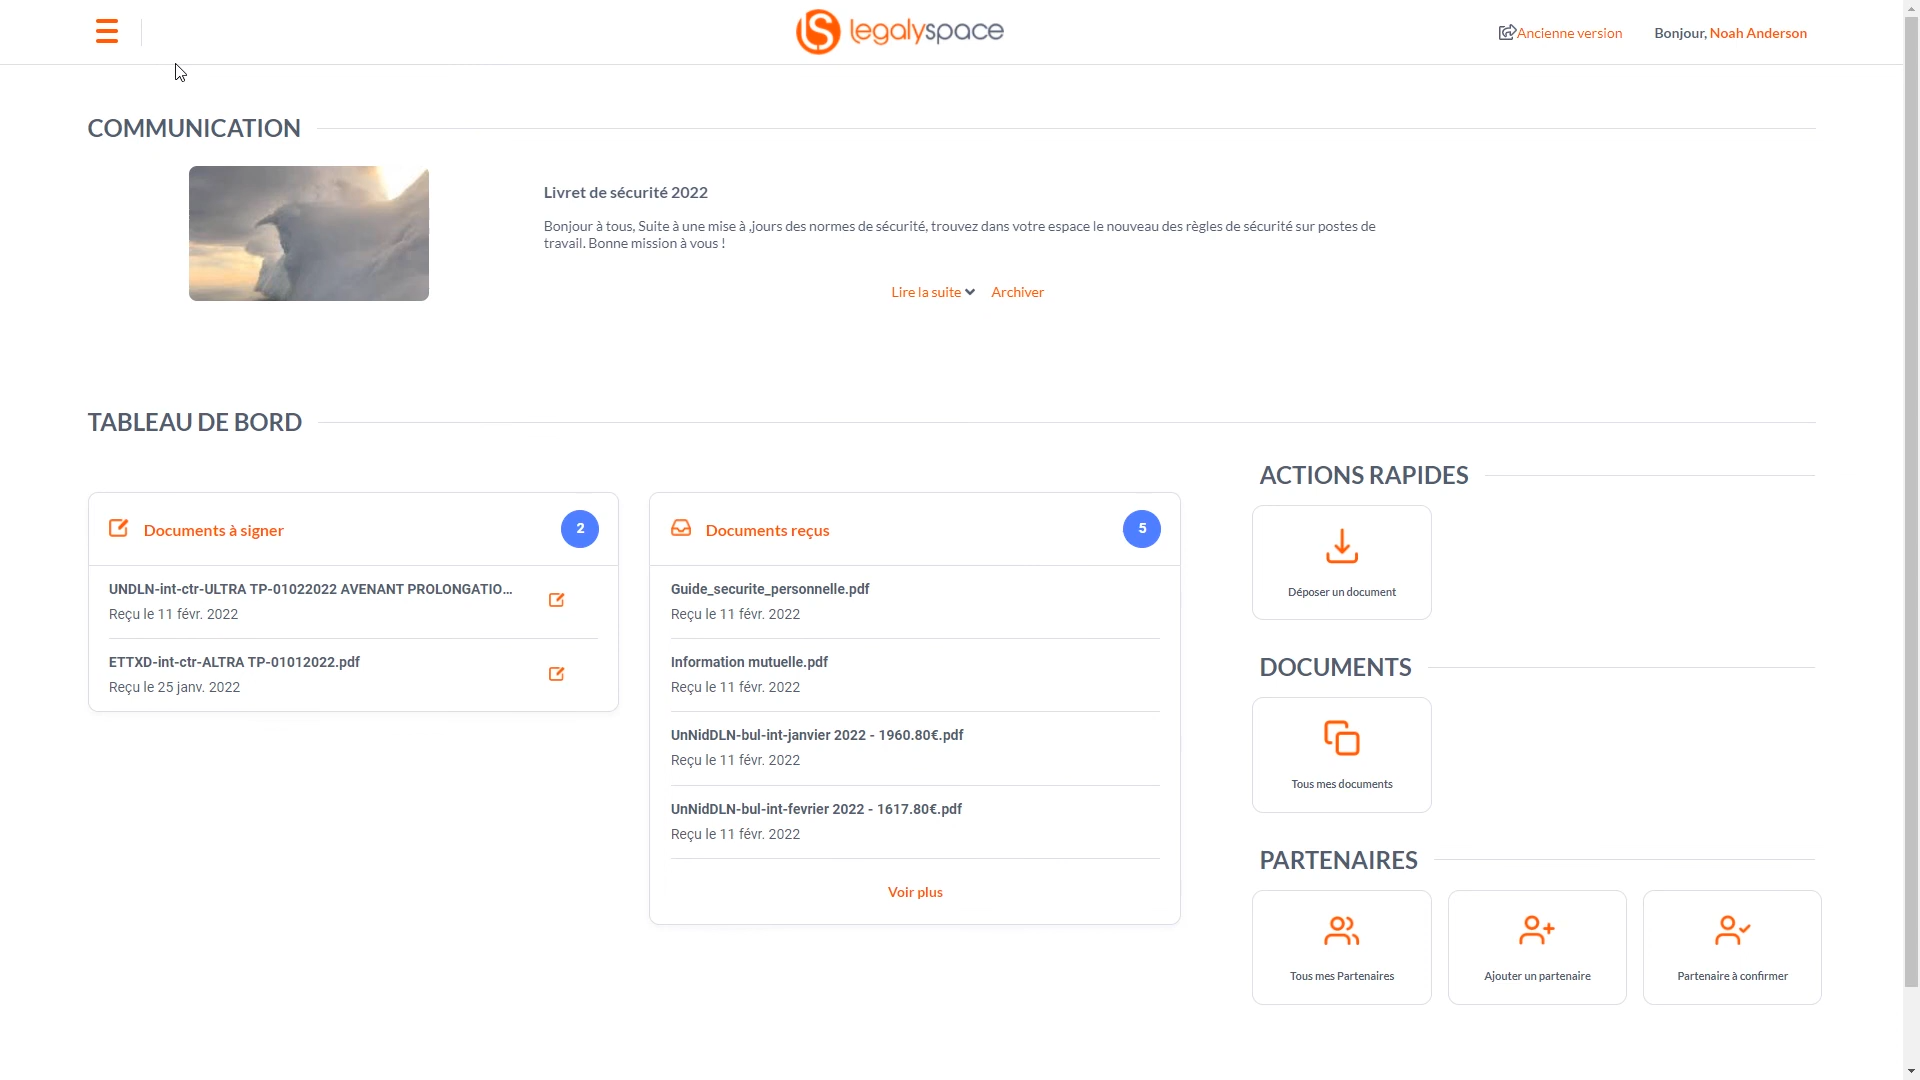 legalyspace
Ancienne version
Bonjour, Noah Anderson
COMMUNICATION
Livret de sécurité 2022
Bonjour à tous, Suite à une mise à ,jours des normes de sécurité, trouvez dans votre espace le nouveau des règles de sécurité sur postes de
travail. Bonne mission à vous !
Lire la suite
Archiver
TABLEAU DE BORD
Documents à signer
2
UNDLN-int-ctr-ULTRA TP-01022022 AVENANT PROLONGATIO...
Reçu le 11 févr. 2022
ETTXD-int-ctr-ALTRA TP-01012022.pdf
Reçu le 25 janv. 2022
Documents reçus
5
Guide_securite_personnelle.pdf
Reçu le 11 févr. 2022
Information mutuelle.pdf
Reçu le 11 févr. 2022
UnNidDLN-bul-int-janvier 2022 - 1960.80€.pdf
Reçu le 11 févr. 2022
UnNidDLN-bul-int-fevrier 2022 - 1617.80€.pdf
Reçu le 11 févr. 2022
Voir plus
ACTIONS RAPIDES
Déposer un document
DOCUMENTS
Tous mes documents
PARTENAIRES
Tous mes Partenaires
Ajouter un partenaire
Partenaire à confirmer